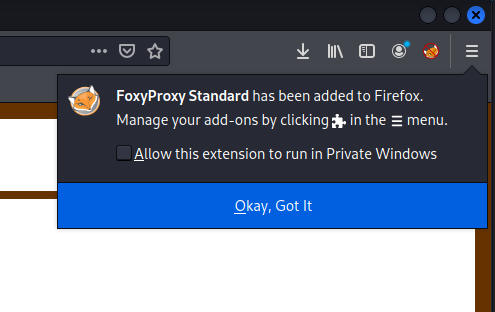 FoxyProxy Standard has been added to Firefox.
Manage your add-ons by clicking in the menu.
Allow this extension to run in Private Windows
Okay, Got It